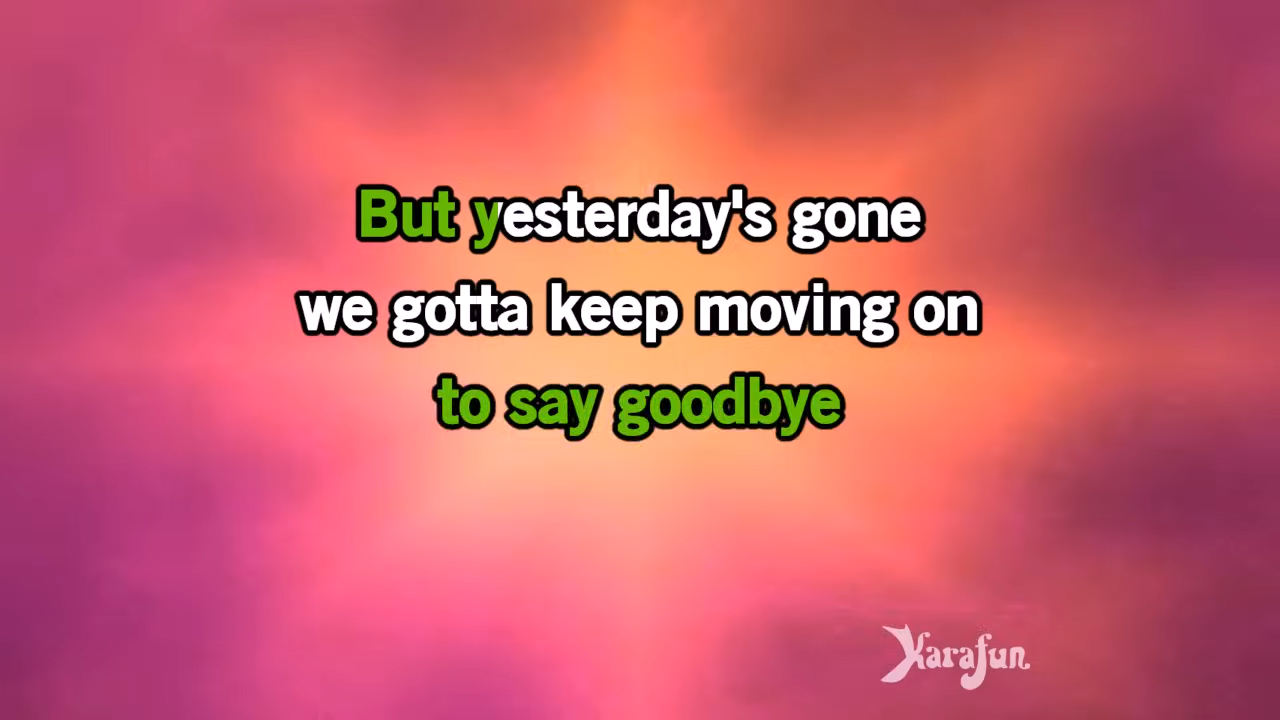 But yesterday's gone
we gotta keep moving on
to say goodbye
Karafun